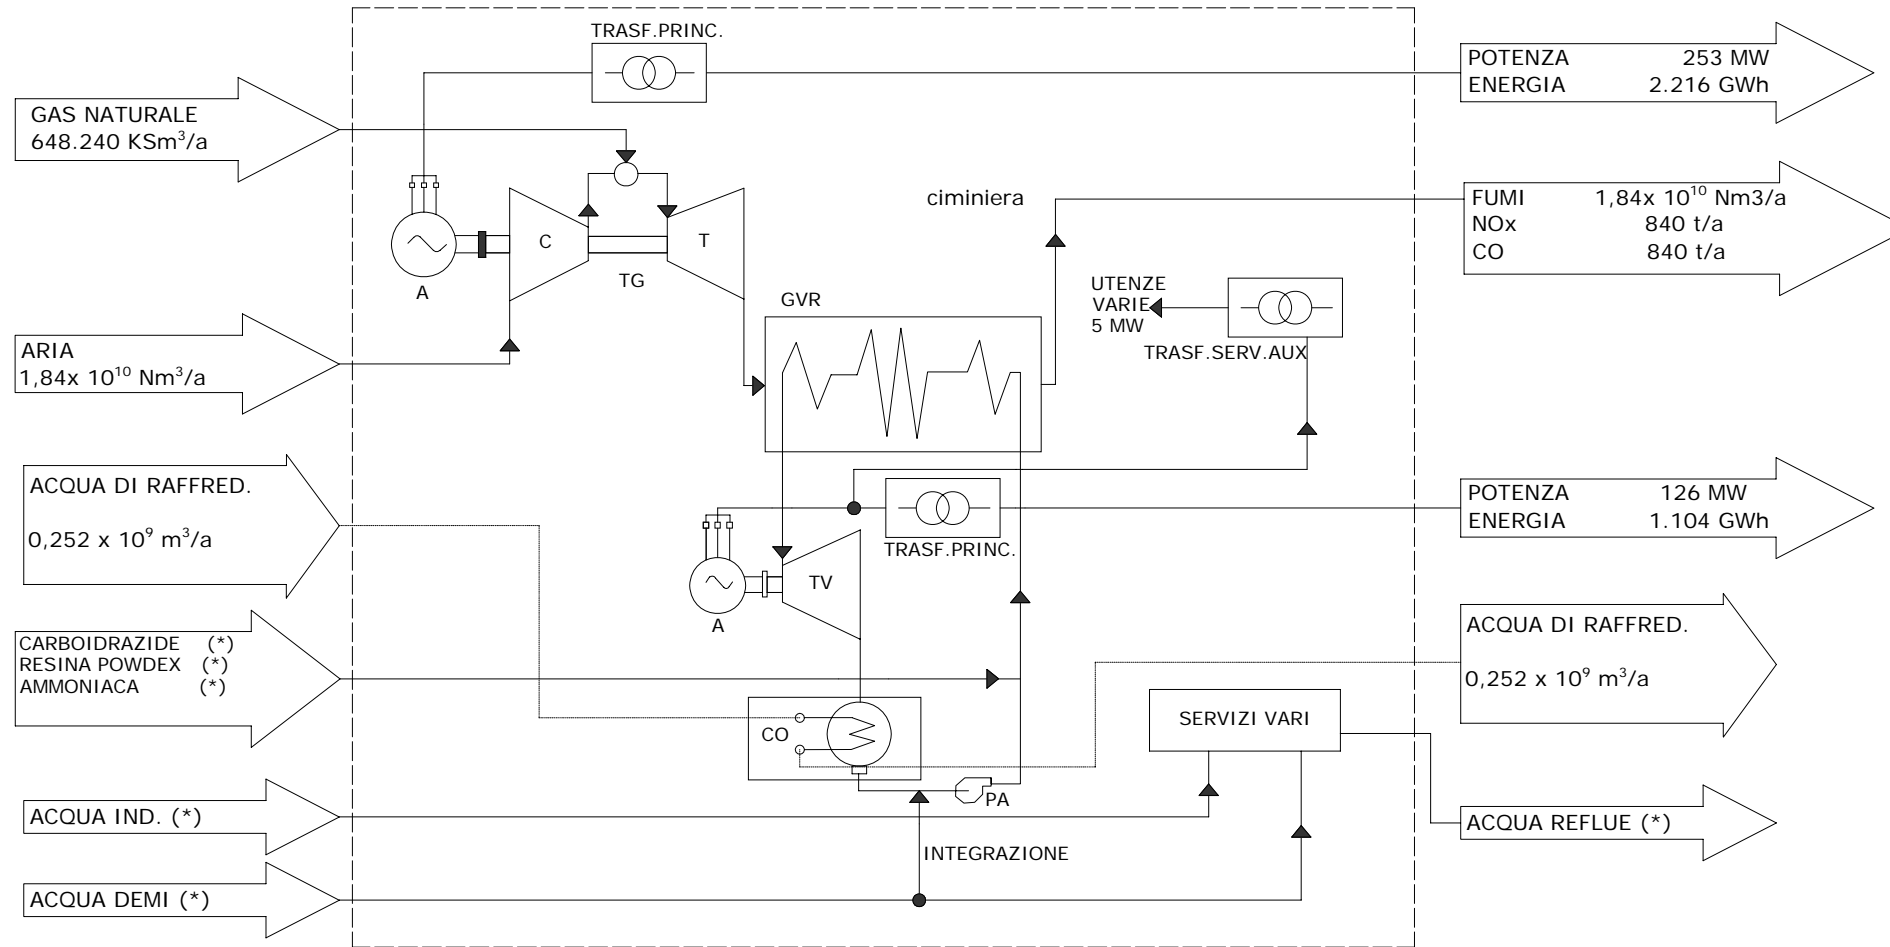 TRASF.PRINC.
POTENZA 253 MW
ENERGIA 2.216 GWh
GAS NATURALE
648.240 KSm³/a
ciminiera
FUMI 1,84x 10¹⁰ Nm3/a
NOx 840 t/a
CO 840 t/a
C
T
TG
A
GVR
UTENZE
VARIE
5 MW
TRASF.SERV.AUX
ARIA
1,84x 10¹⁰ Nm³/a
ACQUA DI RAFFRED.
0,252 x 10⁹ m³/a
POTENZA 126 MW
ENERGIA 1.104 GWh
TRASF.PRINC.
TV
A
CARBOIDRAZIDE (*)
RESINA POWDEX (*)
AMMONIACA (*)
ACQUA DI RAFFRED.
0,252 x 10⁹ m³/a
CO
SERVIZI VARI
PA
ACQUA IND. (*)
ACQUA REFLUE (*)
INTEGRAZIONE
ACQUA DEMI (*)